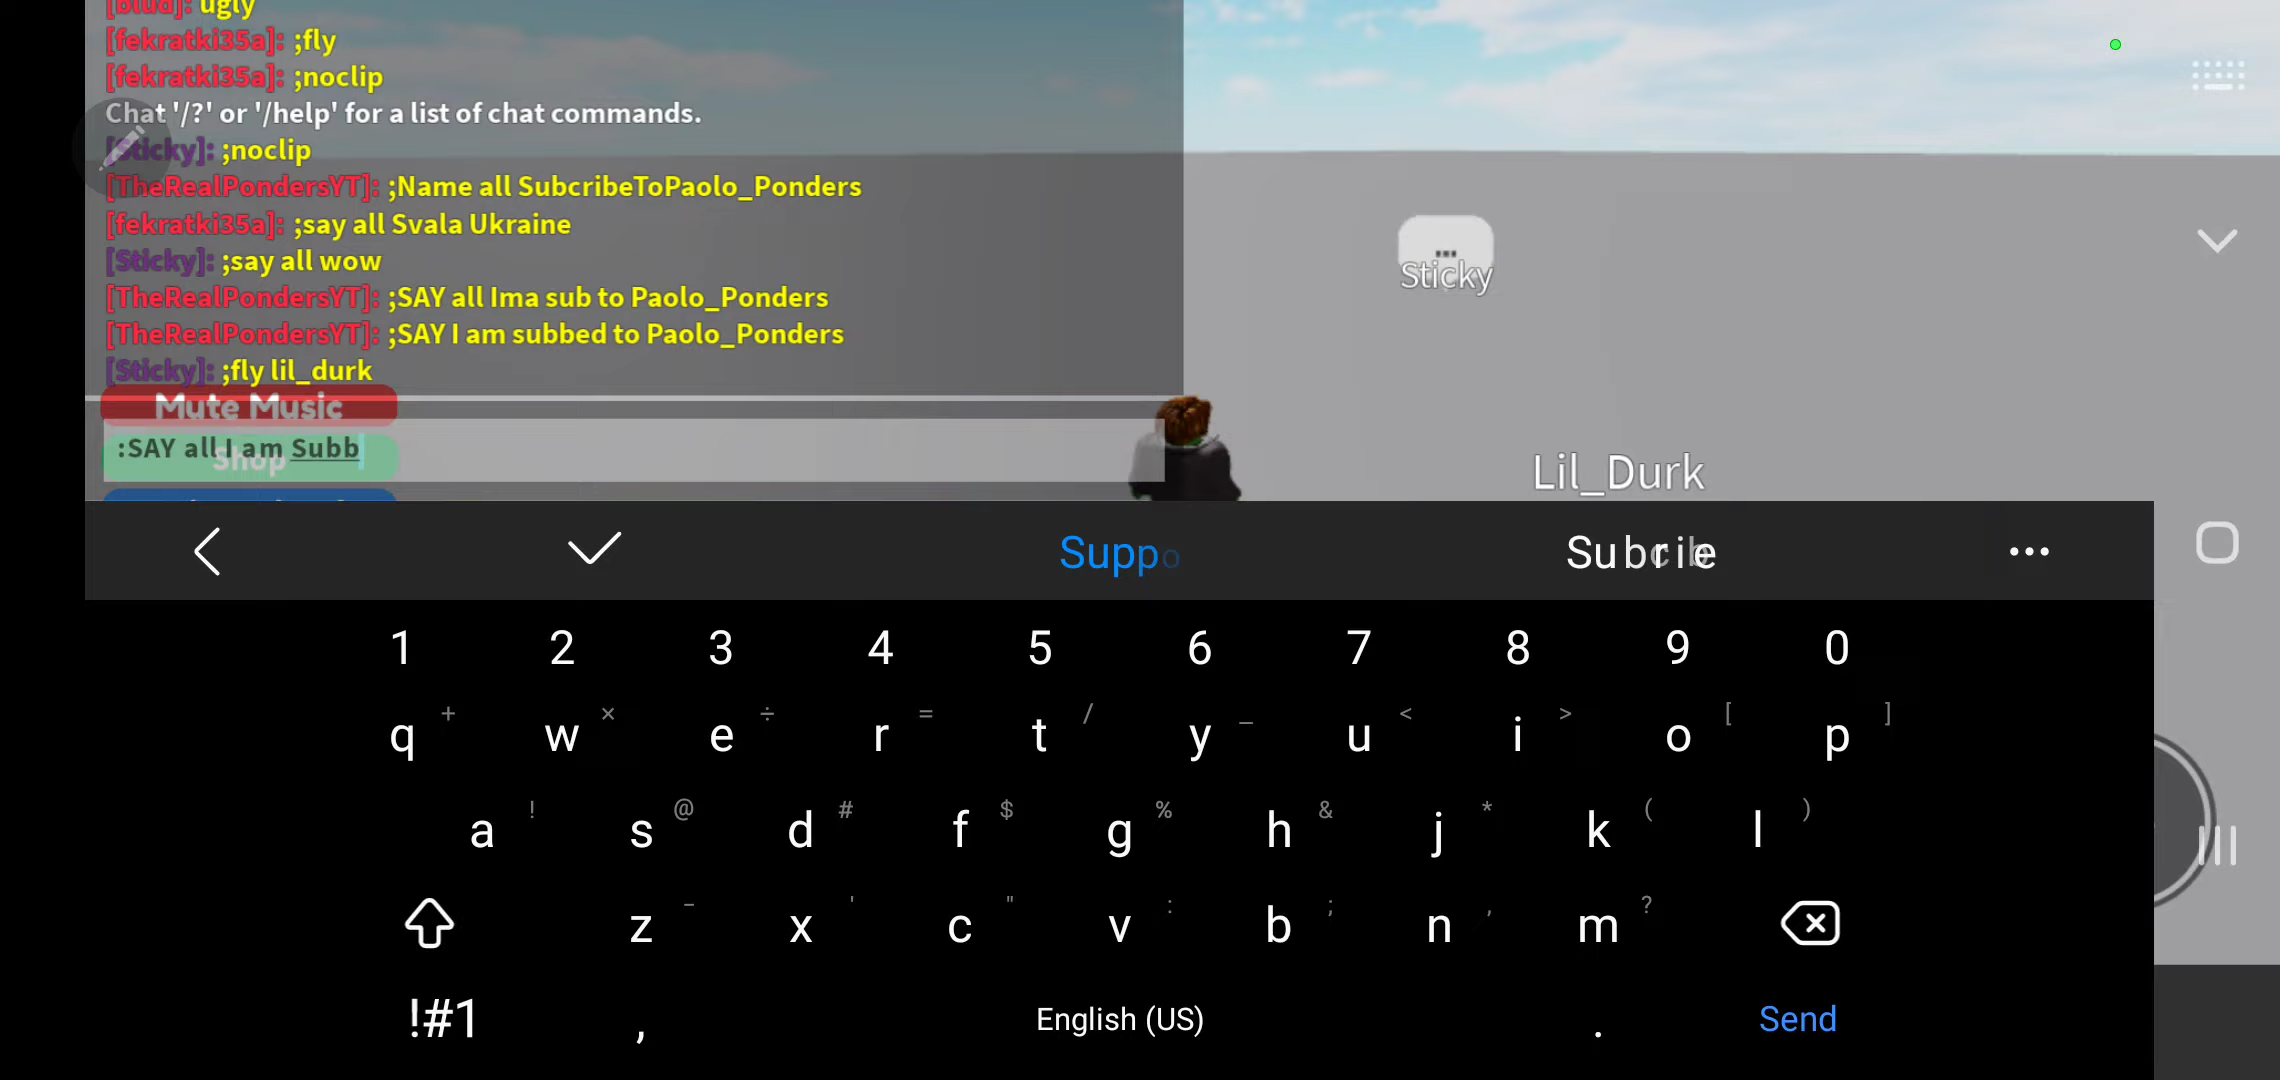 [blud]: ugly
[fekratki35a]: ;fly
[fekratki35a]: ;noclip
Chat '/?' or '/help' for a list of chat commands.
[Sticky]: ;noclip
[TheRealPondersYT]: ;Name all SubcribeToPaolo_Ponders
[fekratki35a]: ;say all Svala Ukraine
[Sticky]: ;say all wow
[TheRealPondersYT]: ;SAY all Ima sub to Paolo_Ponders
[TheRealPondersYT]: ;SAY I am subbed to Paolo_Ponders
[Sticky]: ;fly lil_durk
Mute Music
:SAY all I am Subb
Shop
...
Sticky
Lil_Durk
Suppo
1 2 3 4 5 6 7 8 9 0
+ × ÷ = / _ < > [ ]
q w e r t y u i o p
! @ # $ % & * ( )
a s d f g h j k l
- ' " : ; , ?
z x c v b n m
!#1 , English (US) . Send